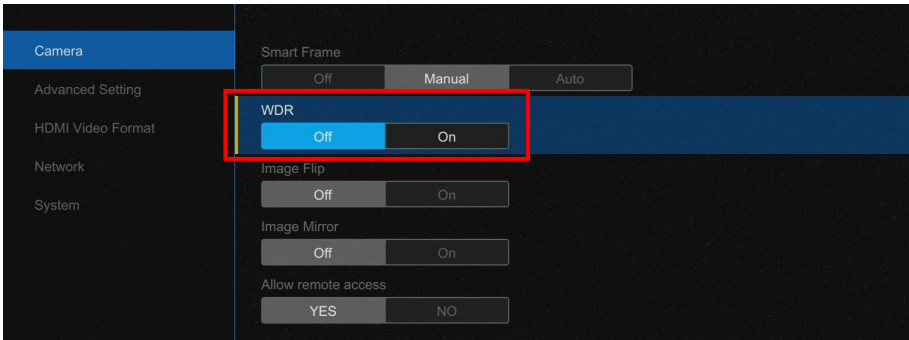 Camera
Advanced Setting
HDMI Video Format
Network
System
Smart Frame
Off Manual Auto
WDR
Off On
Image Flip
Off On
Image Mirror
Off On
Allow remote access
YES NO